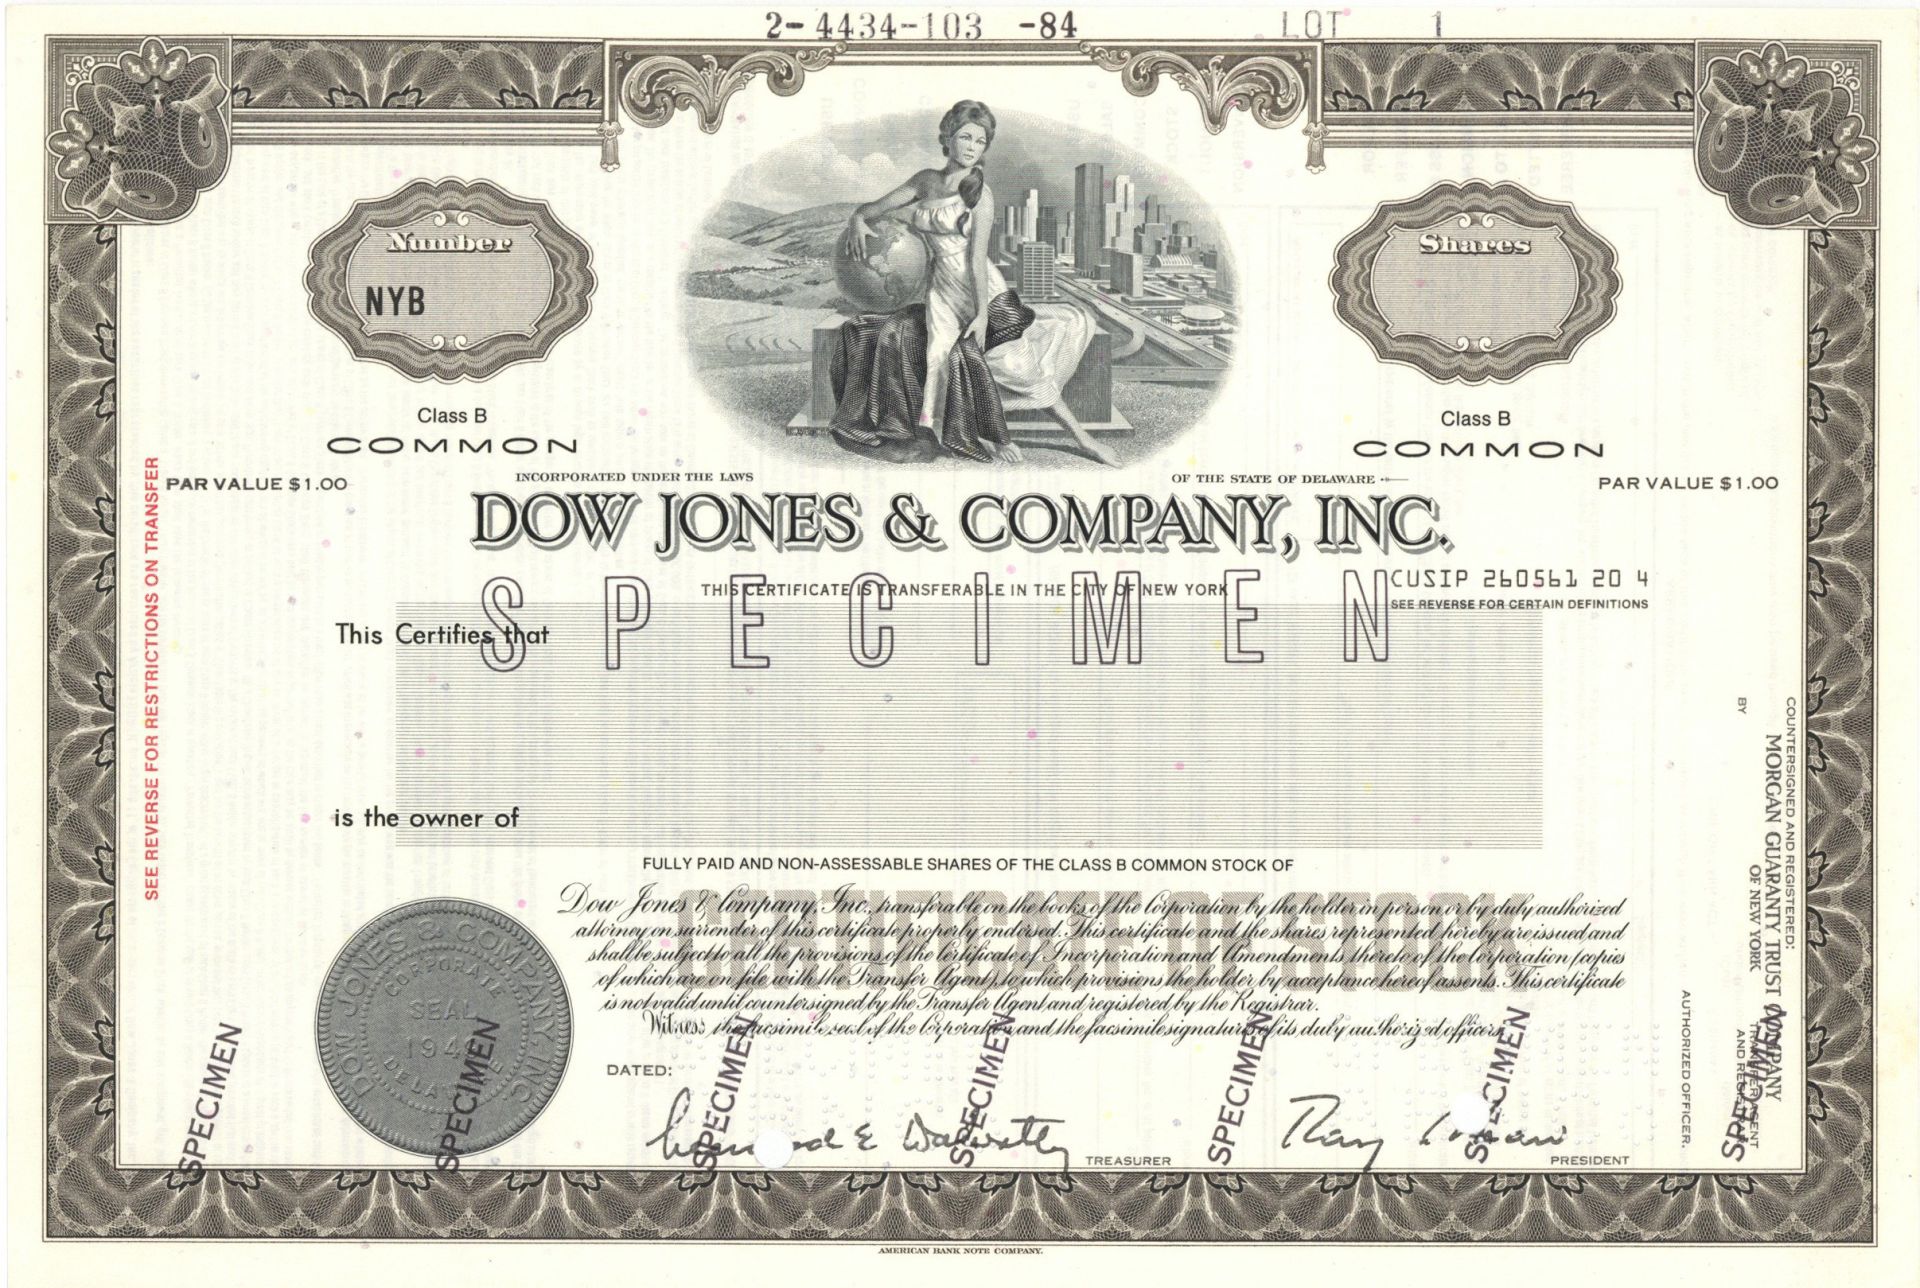 2-4434-103 -84 LOT 1
Number
NYB
Shares
Class B
COMMON
Class B
COMMON
PAR VALUE $1.00
PAR VALUE $1.00
INCORPORATED UNDER THE LAWS OF THE STATE OF DELAWARE
DOW JONES & COMPANY, INC.
SPECIMEN
THIS CERTIFICATE IS TRANSFERABLE IN THE CITY OF NEW YORK
CUSIP 260561 20 4
SEE REVERSE FOR CERTAIN DEFINITIONS
This Certifies that
is the owner of
SEE REVERSE FOR RESTRICTIONS ON TRANSFER
FULLY PAID AND NON-ASSESSABLE SHARES OF THE CLASS B COMMON STOCK OF
Dow Jones & Company, Inc., transferable on the books of the Corporation by the holder in person or by duly authorized
attorney on surrender of this certificate properly endorsed. This certificate and the shares represented hereby are issued and
shall be subject to all the provisions of the Certificate of Incorporation and Amendments thereto of the Corporation (copies
of which are on file with the Transfer Agent), to which provisions the holder by acceptance hereof assents. This certificate
is not valid until countersigned by the Transfer Agent and registered by the Registrar.
Witness the facsimile seal of the Corporation and the facsimile signatures of its duly authorized officers.
DOW JONES & COMPANY, INC.
CORPORATE
SEAL
DELAWARE
DATED:
TREASURER
Ray
PRESIDENT
COUNTERSIGNED AND REGISTERED:
MORGAN GUARANTY TRUST COMPANY
OF NEW YORK
TRANSFER AGENT
AND REGISTRAR
BY
AUTHORIZED OFFICER.
SPECIMEN
SPECIMEN
SPECIMEN
SPECIMEN
SPECIMEN
SPECIMEN
SPECIMEN
AMERICAN BANK NOTE COMPANY.